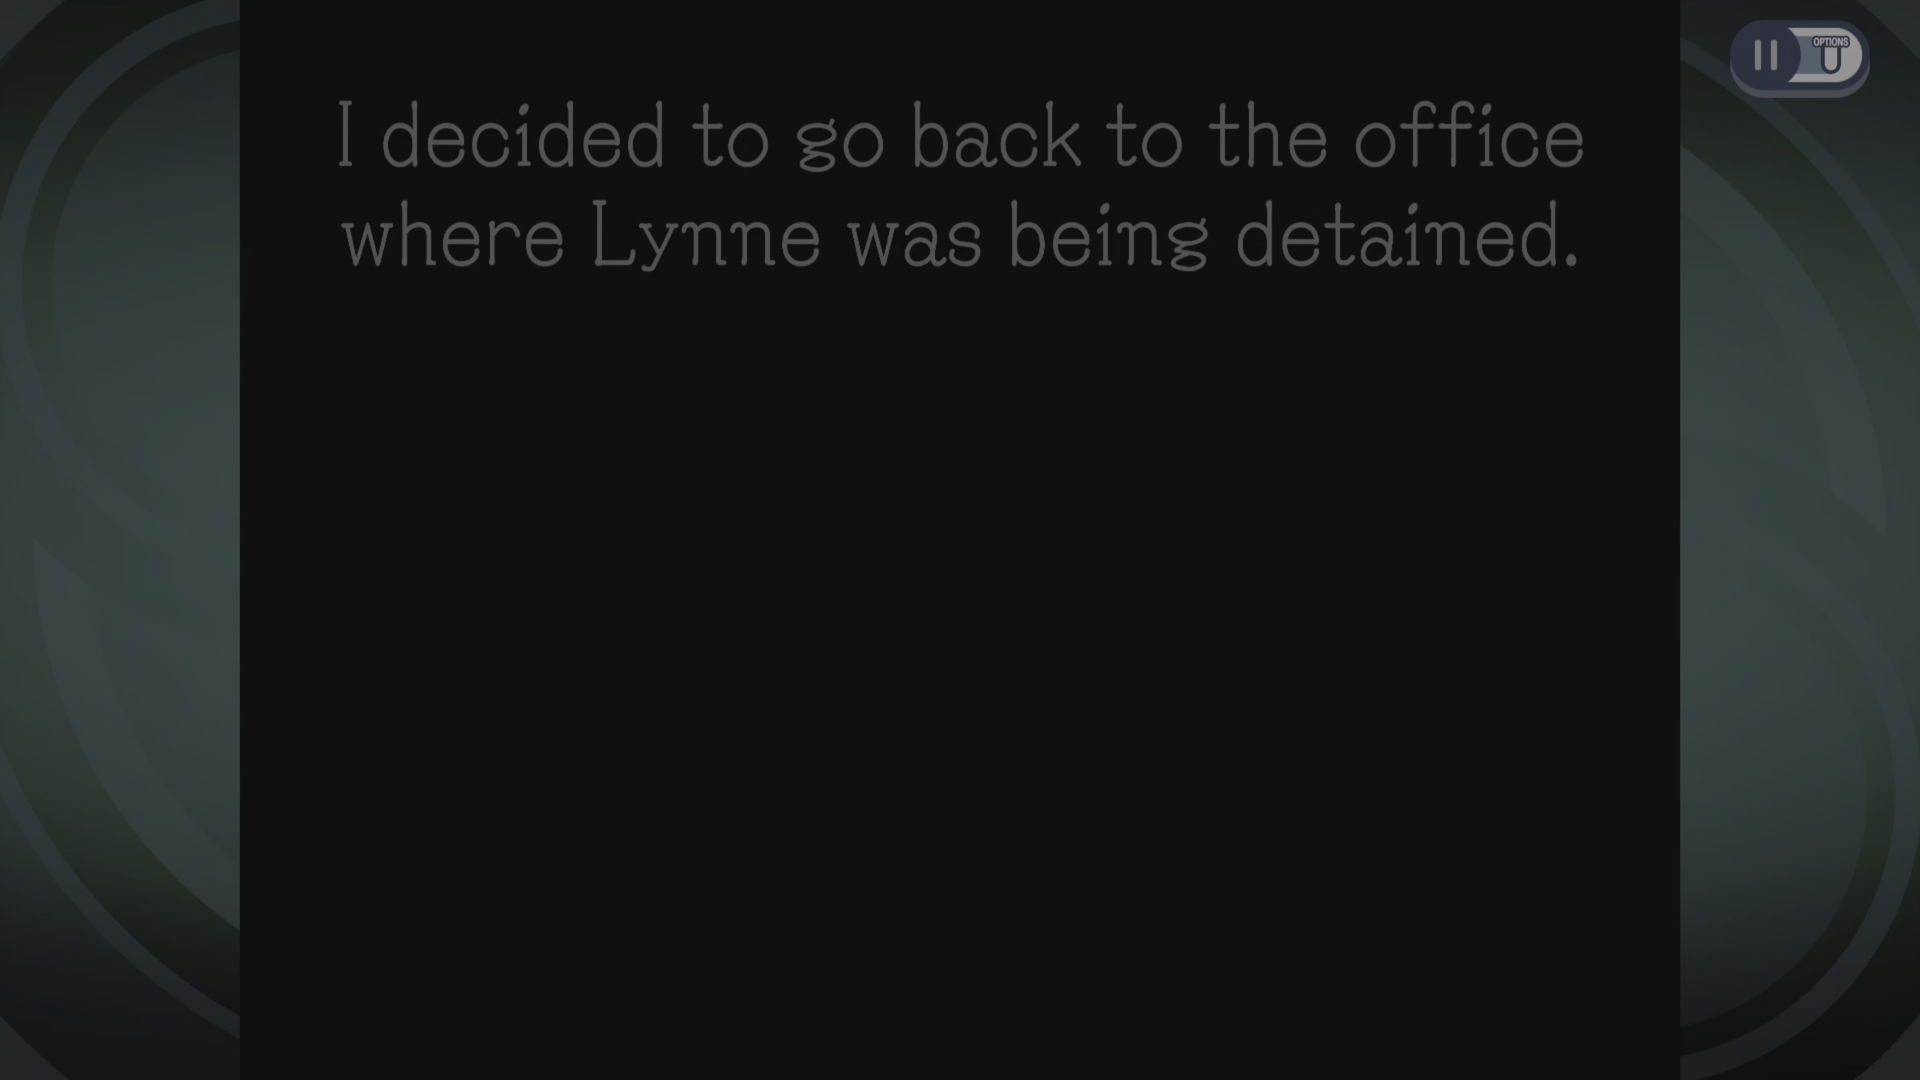 OPTIONS
I decided to go back to the office
where Lynne was being detained.